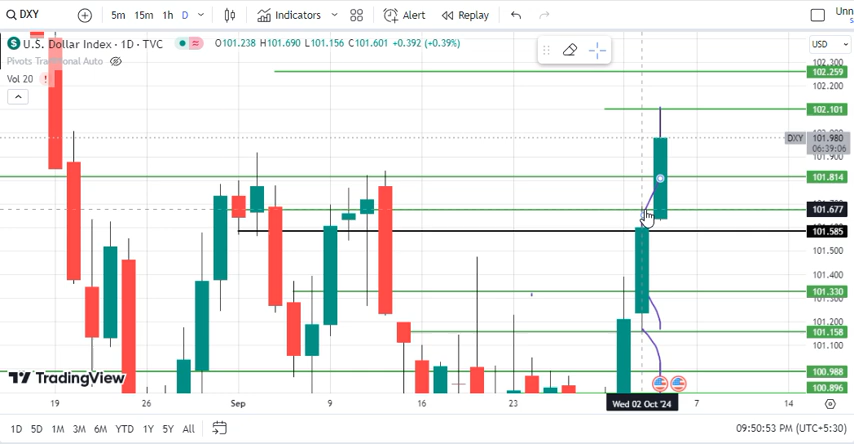 DXY 5m 15m 1h D Indicators Alert Replay Unn
U.S. Dollar Index · 1D · TVC O101.238 H101.690 L101.156 C101.601 +0.392 (+0.39%) USD
Pivots Traditional Auto
Vol 20
102.300
102.259
102.200
102.101
DXY 101.980
06:39:06
101.900
101.814
101.677
101.585
101.500
101.400
101.330
101.200
101.158
101.100
100.988
100.896
TradingView
19 26 Sep 9 16 23 Wed 02 Oct '24 7 14
1D 5D 1M 3M 6M YTD 1Y 5Y All 09:50:53 PM (UTC+5:30)